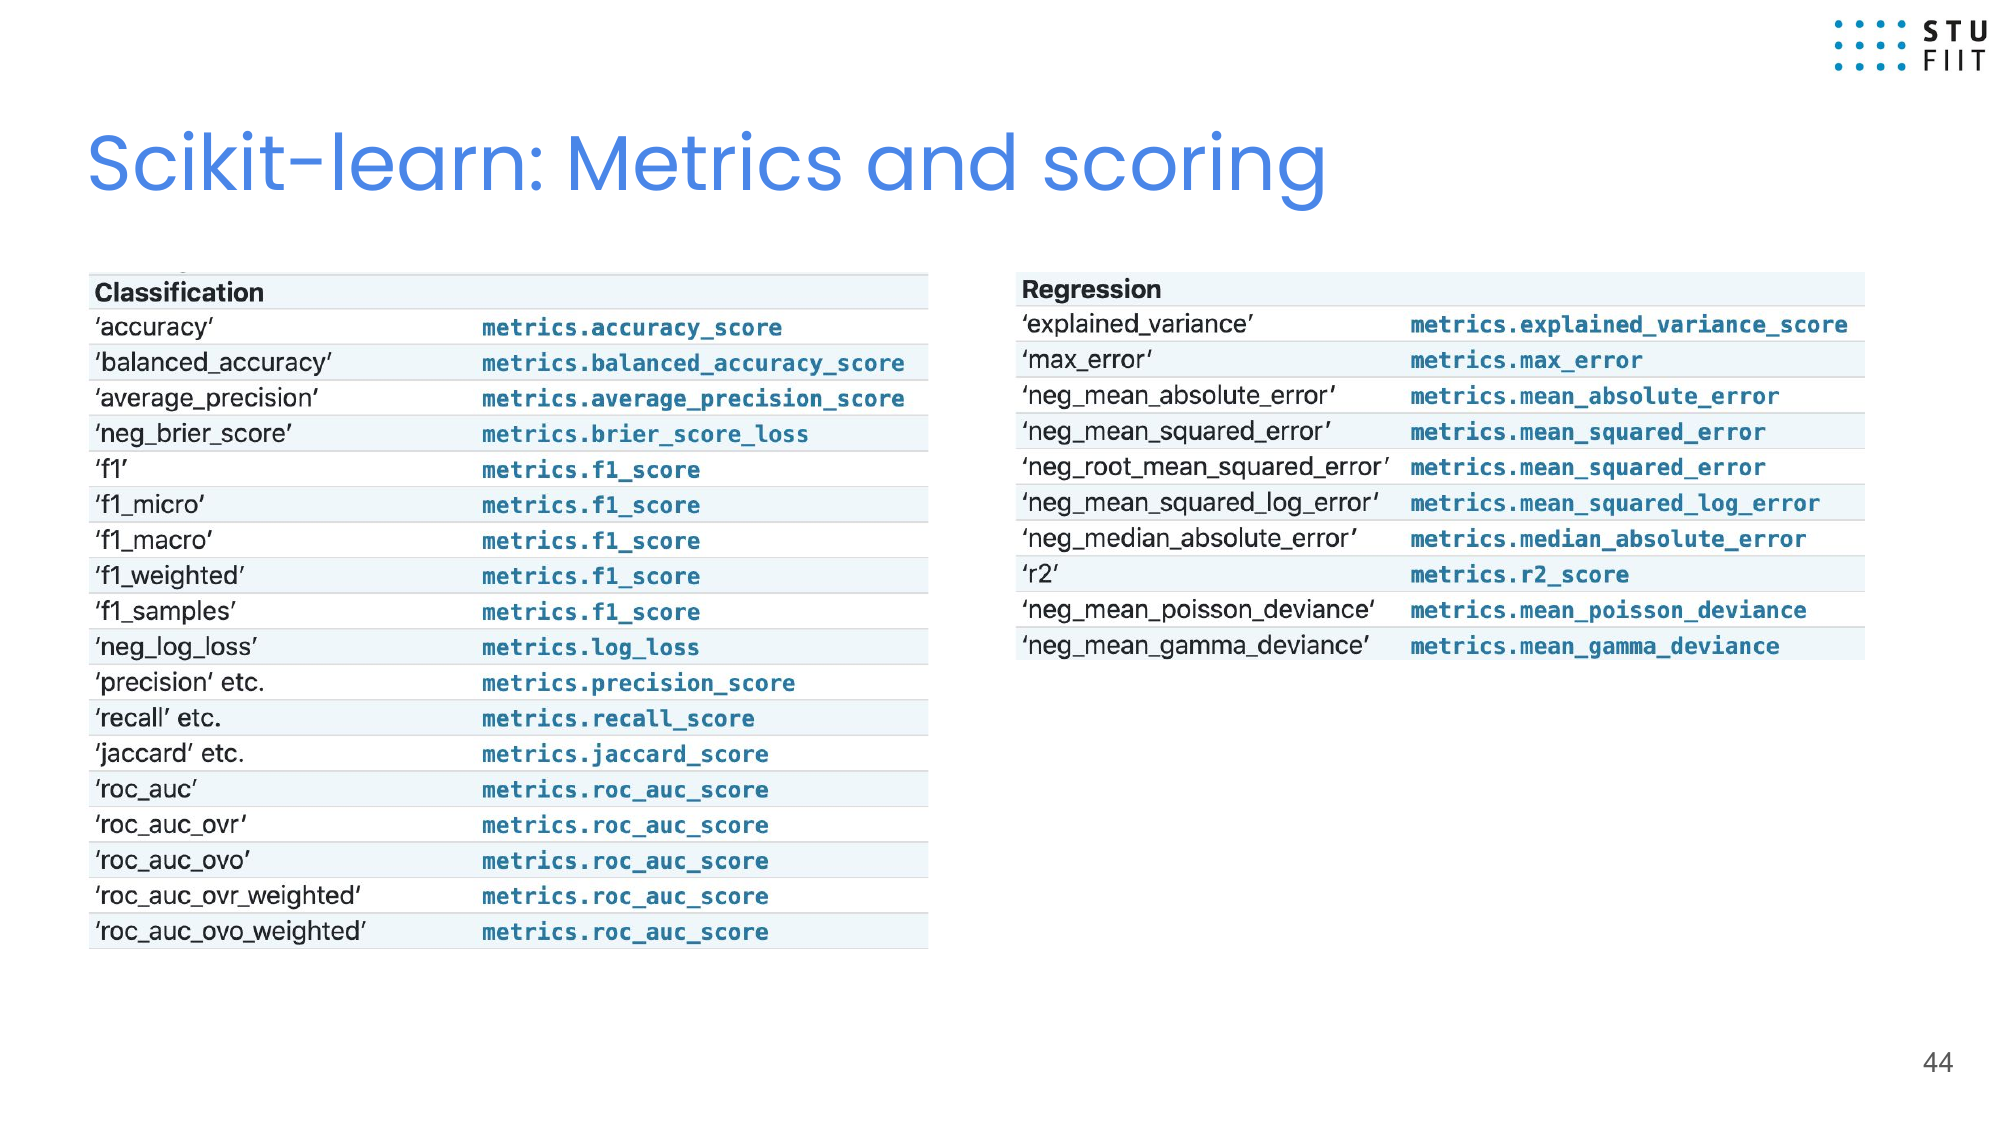 STU
FIIT
Scikit-learn: Metrics and scoring
Classification
‘accuracy’ metrics.accuracy_score
‘balanced_accuracy’ metrics.balanced_accuracy_score
‘average_precision’ metrics.average_precision_score
‘neg_brier_score’ metrics.brier_score_loss
‘f1’ metrics.f1_score
‘f1_micro’ metrics.f1_score
‘f1_macro’ metrics.f1_score
‘f1_weighted’ metrics.f1_score
‘f1_samples’ metrics.f1_score
‘neg_log_loss’ metrics.log_loss
‘precision’ etc. metrics.precision_score
‘recall’ etc. metrics.recall_score
‘jaccard’ etc. metrics.jaccard_score
‘roc_auc’ metrics.roc_auc_score
‘roc_auc_ovr’ metrics.roc_auc_score
‘roc_auc_ovo’ metrics.roc_auc_score
‘roc_auc_ovr_weighted’ metrics.roc_auc_score
‘roc_auc_ovo_weighted’ metrics.roc_auc_score
Regression
‘explained_variance’ metrics.explained_variance_score
‘max_error’ metrics.max_error
‘neg_mean_absolute_error’ metrics.mean_absolute_error
‘neg_mean_squared_error’ metrics.mean_squared_error
‘neg_root_mean_squared_error’ metrics.mean_squared_error
‘neg_mean_squared_log_error’ metrics.mean_squared_log_error
‘neg_median_absolute_error’ metrics.median_absolute_error
‘r2’ metrics.r2_score
‘neg_mean_poisson_deviance’ metrics.mean_poisson_deviance
‘neg_mean_gamma_deviance’ metrics.mean_gamma_deviance
44